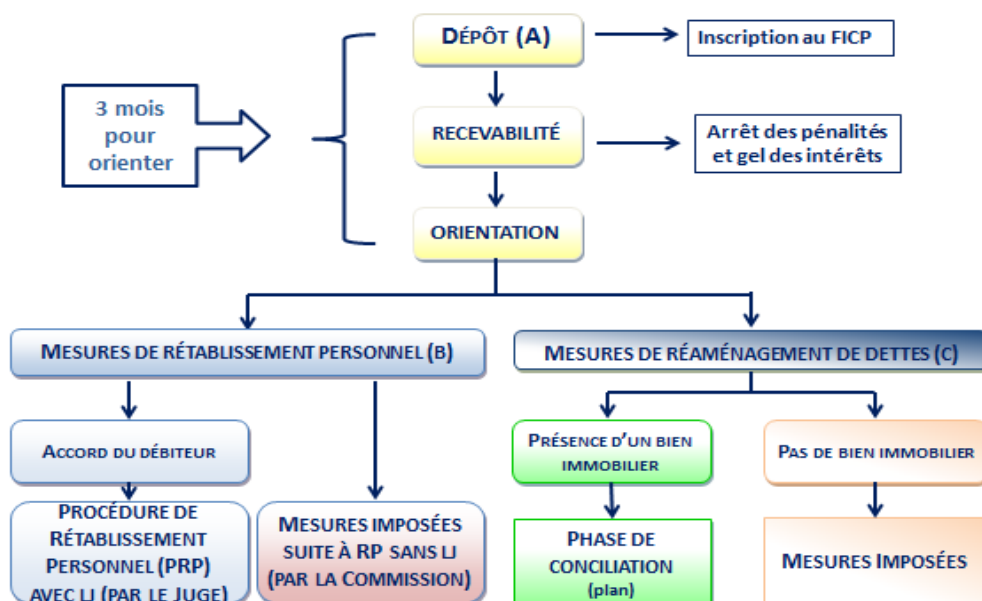 DÉPÔT (A)
Inscription au FICP
3 mois
pour
orienter
RECEVABILITÉ
Arrêt des pénalités
et gel des intérêts
ORIENTATION
MESURES DE RÉTABLISSEMENT PERSONNEL (B)
MESURES DE RÉAMÉNAGEMENT DE DETTES (C)
ACCORD DU DÉBITEUR
PRÉSENCE D'UN BIEN
IMMOBILIER
PAS DE BIEN IMMOBILIER
PROCÉDURE DE
RÉTABLISSEMENT
PERSONNEL (PRP)
AVEC LJ (PAR LE JUGE)
MESURES IMPOSÉES
SUITE À RP SANS LJ
(PAR LA COMMISSION)
PHASE DE
CONCILIATION
(plan)
MESURES IMPOSÉES